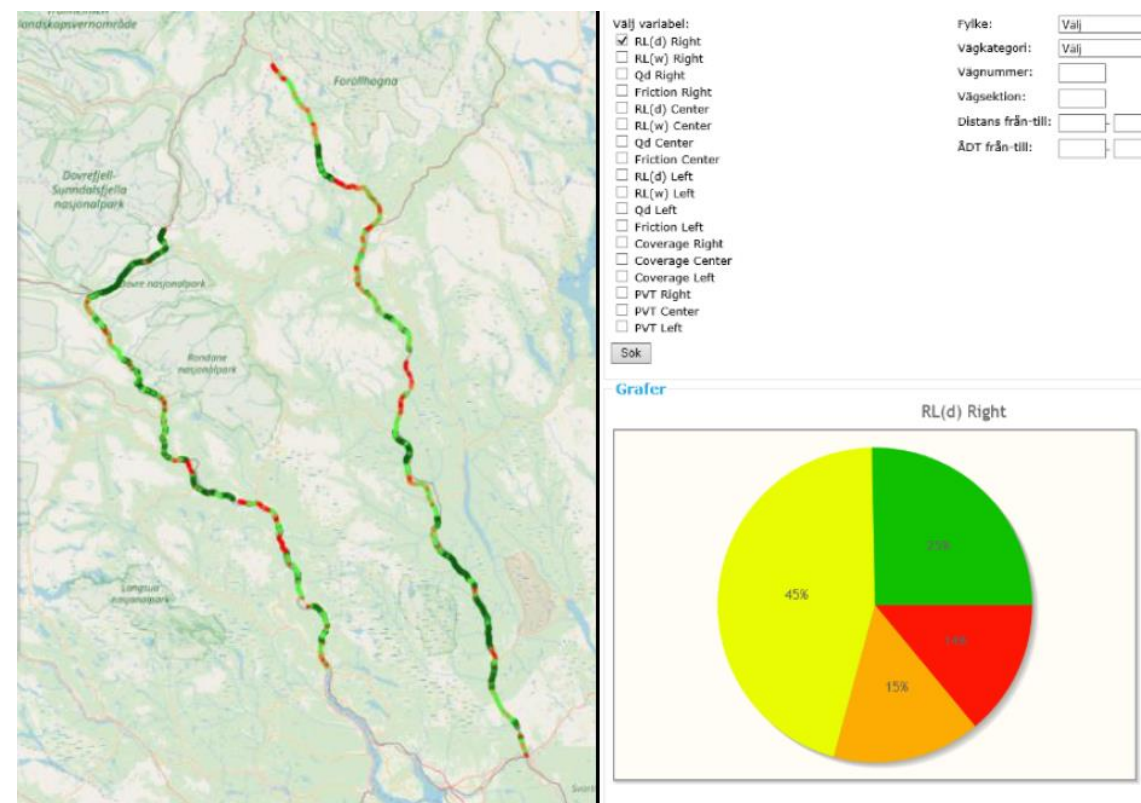 landskapsvernområde
Forollhogna
Dovrefjell-
Sunndalsfjella
nasjonalpark
Dovre nasjonalpark
Rondane
nasjonalpark
Langsua
nasjonalpark
Välj variabel:
RL(d) Right
RL(w) Right
Qd Right
Friction Right
RL(d) Center
RL(w) Center
Qd Center
Friction Center
RL(d) Left
RL(w) Left
Qd Left
Friction Left
Coverage Right
Coverage Center
Coverage Left
PVT Right
PVT Center
PVT Left
Sök
Fylke: Välj
Vägkategori: Välj
Vägnummer:
Vägsektion:
Distans från-till: -
ÅDT från-till: -
Grafer
RL(d) Right
25%
45%
14%
15%